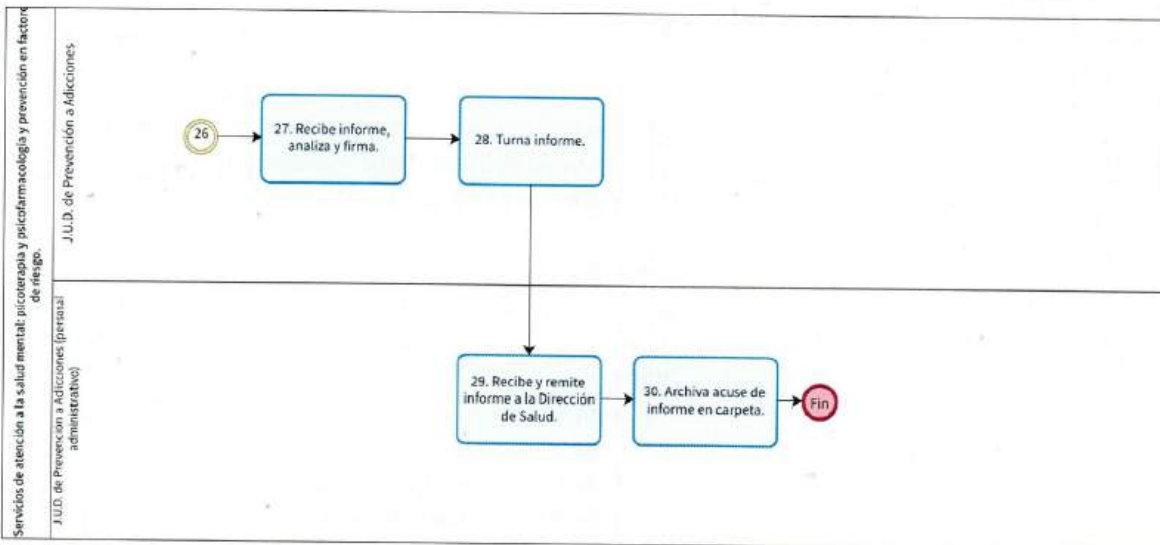 Servicios de atención a la salud mental: picoterapia y psicofarmacología y prevención en factore
de riesgo.
J.U.D. de Prevención a Adicciones
26
27. Recibe informe,
analiza y firma.
28. Turna informe.
J.U.D. de Prevención a Adicciones (personal
administrativo)
29. Recibe y remite
informe a la Dirección
de Salud.
30. Archiva acuse de
informe en carpeta.
Fin